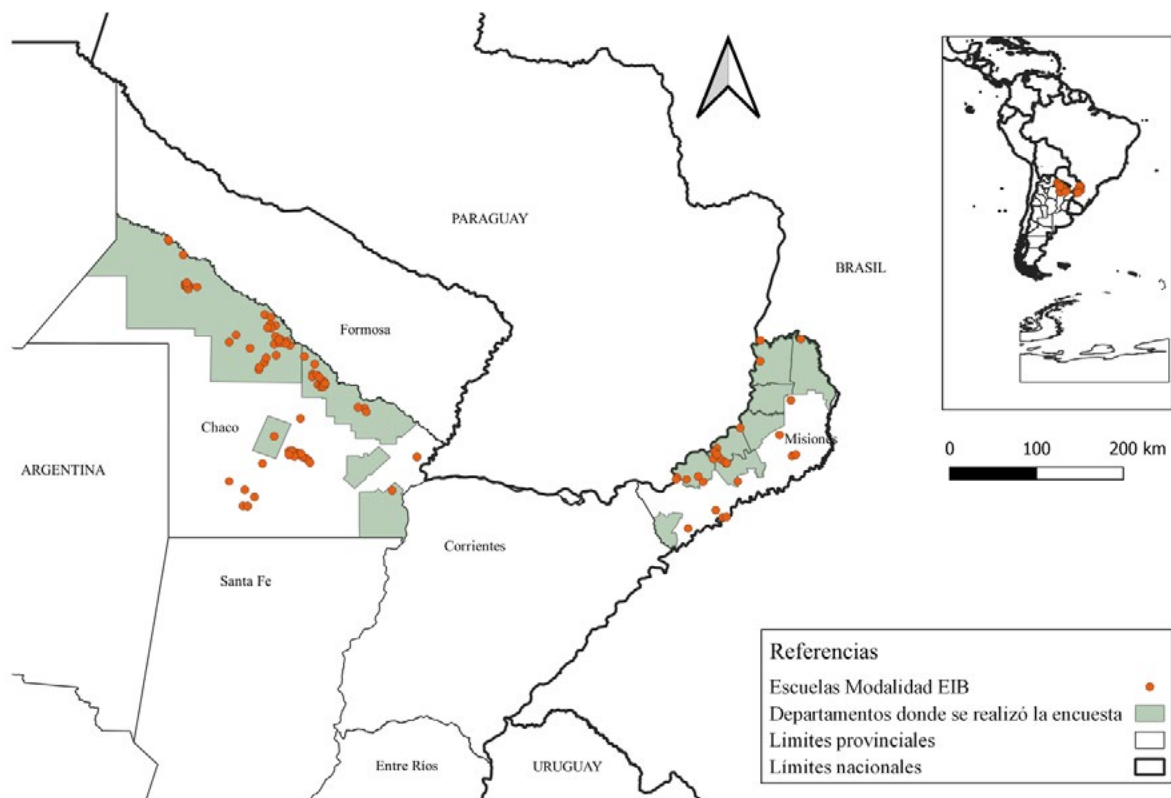 PARAGUAY
BRASIL
Formosa
Chaco
Misiones
ARGENTINA
Corrientes
Santa Fe
Entre Ríos
URUGUAY
0 100 200 km
Referencias
Escuelas Modalidad EIB
Departamentos donde se realizó la encuesta
Limites provinciales
Límites nacionales